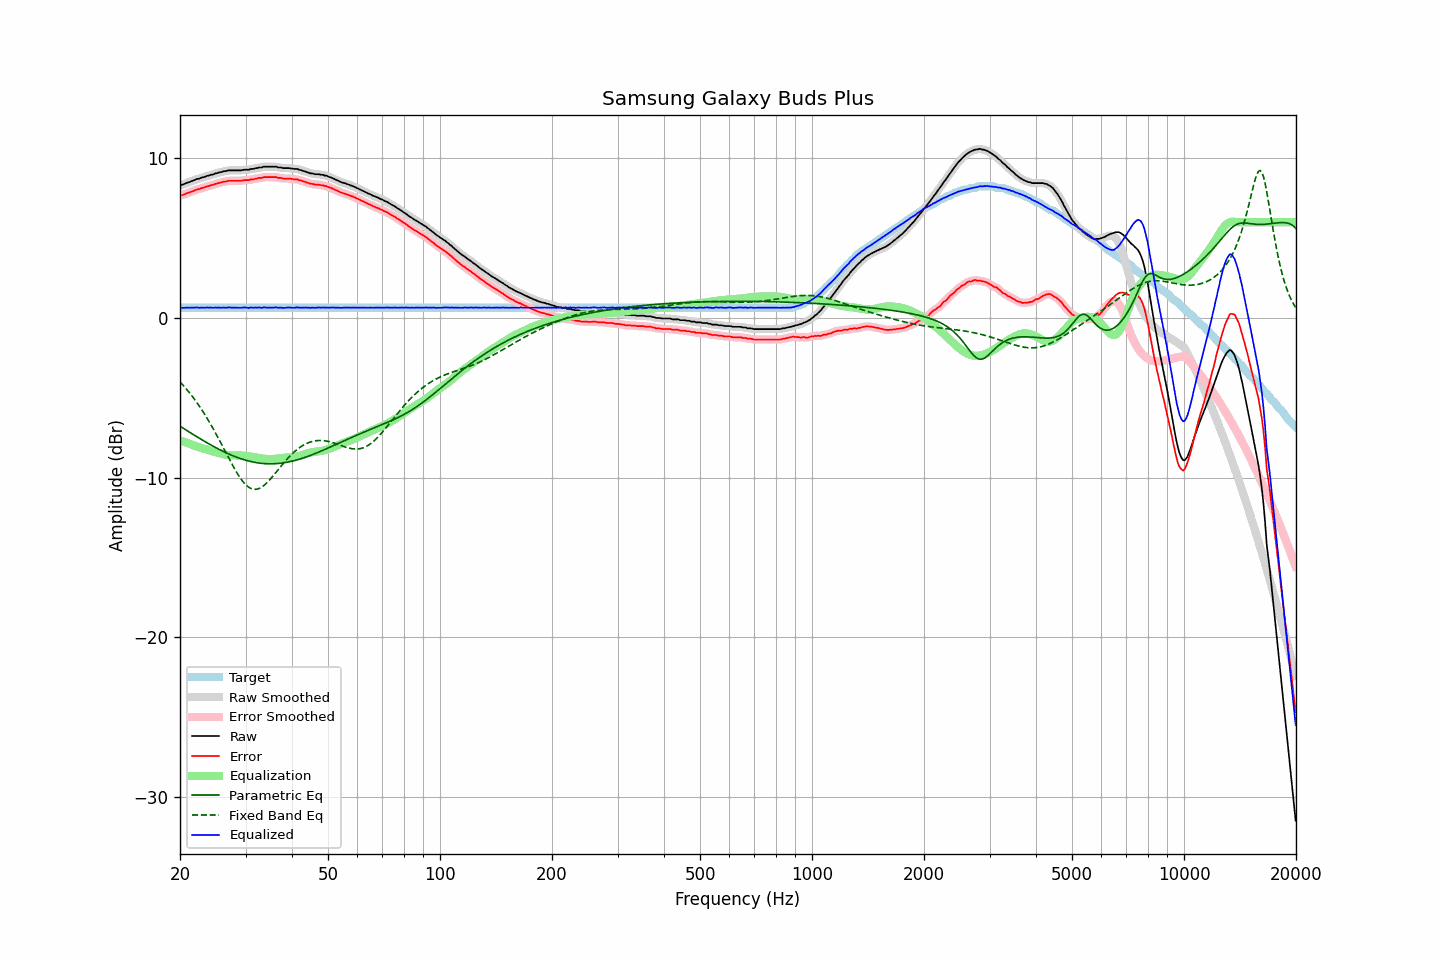 Samsung Galaxy Buds Plus
10
0
−10
−20
−30
Amplitude (dBr)
Target
Raw Smoothed
Error Smoothed
Raw
Error
Equalization
Parametric Eq
Fixed Band Eq
Equalized
20 50 100 200 500 1000 2000 5000 10000 20000
Frequency (Hz)